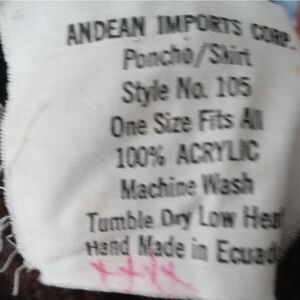 ANDEAN IMPORTS CORP.
Poncho/Skirt
Style No. 105
One Size Fits All
100% ACRYLIC
Machine Wash
Tumble Dry Low Heat
Hand Made in Ecuad